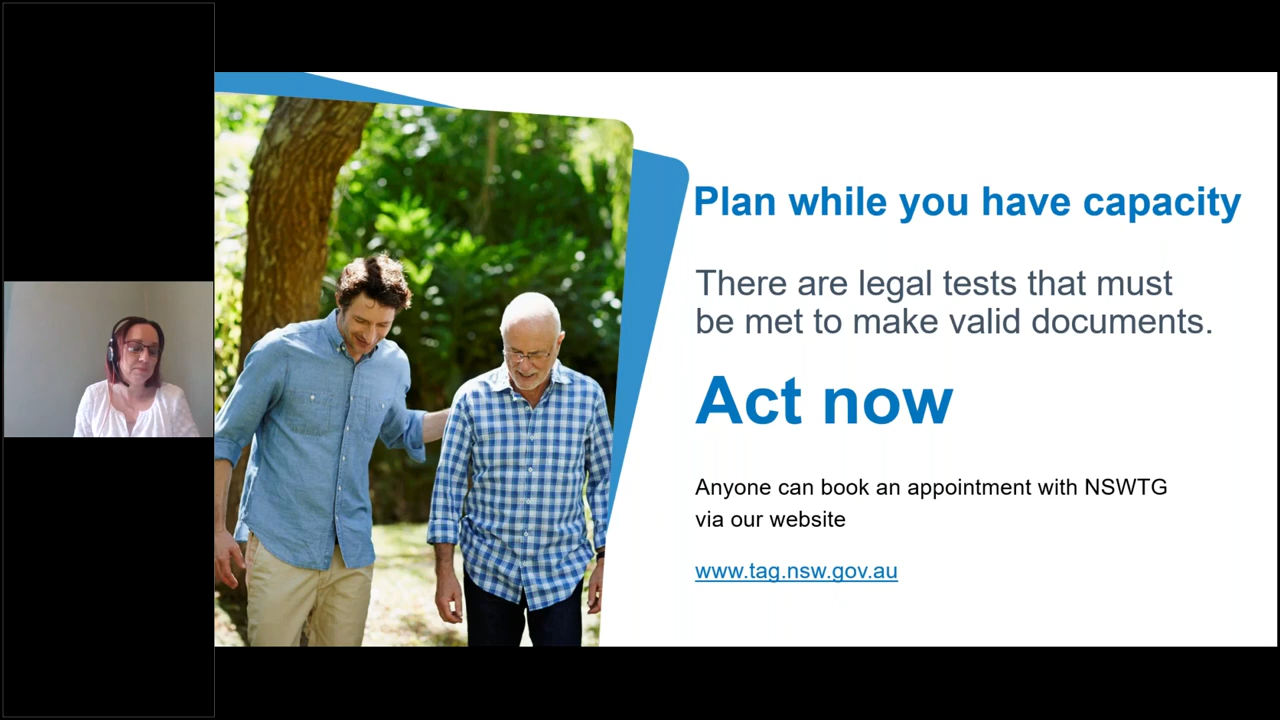 Plan while you have capacity
There are legal tests that must
be met to make valid documents.
Act now
Anyone can book an appointment with NSWTG
via our website
www.tag.nsw.gov.au